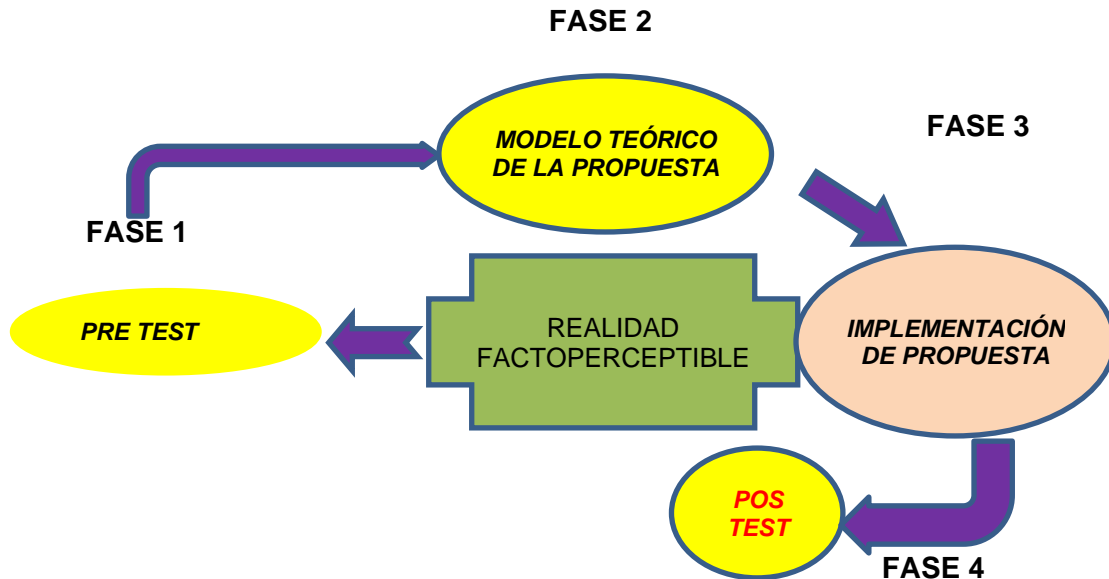 FASE 2
MODELO TEÓRICO
DE LA PROPUESTA
FASE 3
FASE 1
PRE TEST
REALIDAD
FACTOPERCEPTIBLE
IMPLEMENTACIÓN
DE PROPUESTA
POS
TEST
FASE 4